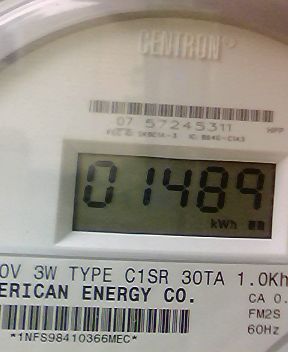 CENTRON®
07 57245311
HPP
01489
kWh
0V 3W TYPE C1SR 30TA 1.0Kh
ERICAN ENERGY CO.
CA 0.
FM2S
60Hz
*1NFS98410366MEC*